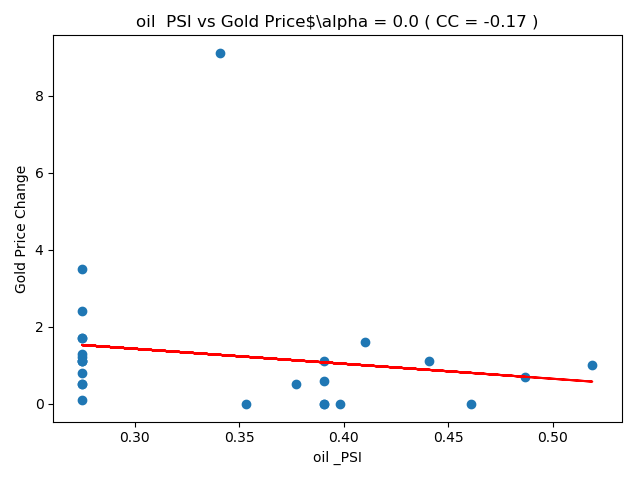 oil  PSI vs Gold Price$\alpha = 0.0 ( CC = -0.17 )
Gold Price Change
8
6
4
2
0
0.30 0.35 0.40 0.45 0.50
oil _PSI